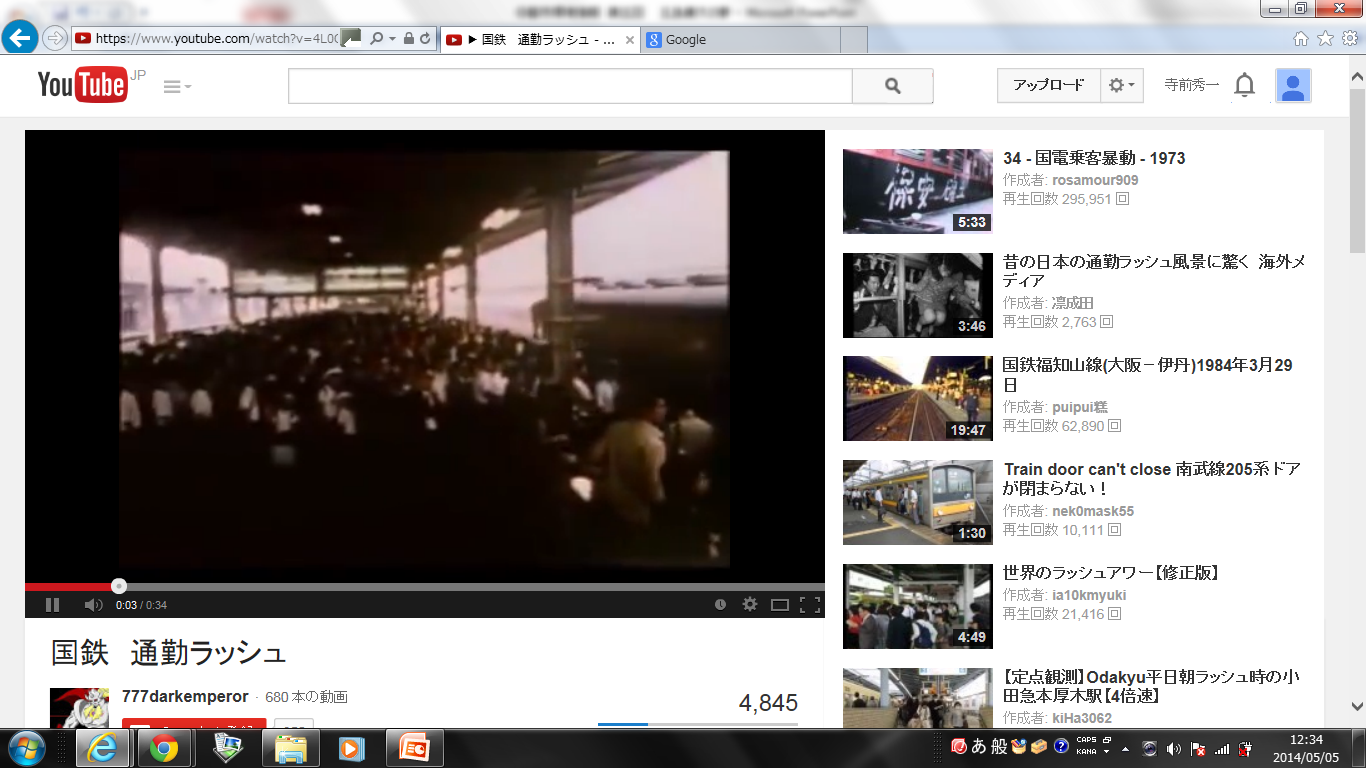 https://www.youtube.com/watch?v=4L0
▶ 国鉄　通勤ラッシュ - ...
Google
YouTube JP
アップロード
寺前秀一
0:03 / 0:34
国鉄　通勤ラッシュ
777darkemperor · 680 本の動画
4,845
保安
5:33
34 - 国電乗客暴動 - 1973
作成者: rosamour909
再生回数 295,951 回
3:46
昔の日本の通勤ラッシュ風景に驚く 海外メ
ディア
作成者: 凛成田
再生回数 2,763 回
19:47
国鉄福知山線(大阪－伊丹)1984年3月29
日
作成者: puipui糕
再生回数 62,890 回
1:30
Train door can't close 南武線205系ドア
が閉まらない！
作成者: nek0mask55
再生回数 10,111 回
4:49
世界のラッシュアワー【修正版】
作成者: ia10kmyuki
再生回数 21,416 回
【定点観測】Odakyu平日朝ラッシュ時の小
田急本厚木駅【4倍速】
作成者: kiHa3062
あ 般
CAPS
KANA
12:34
2014/05/05